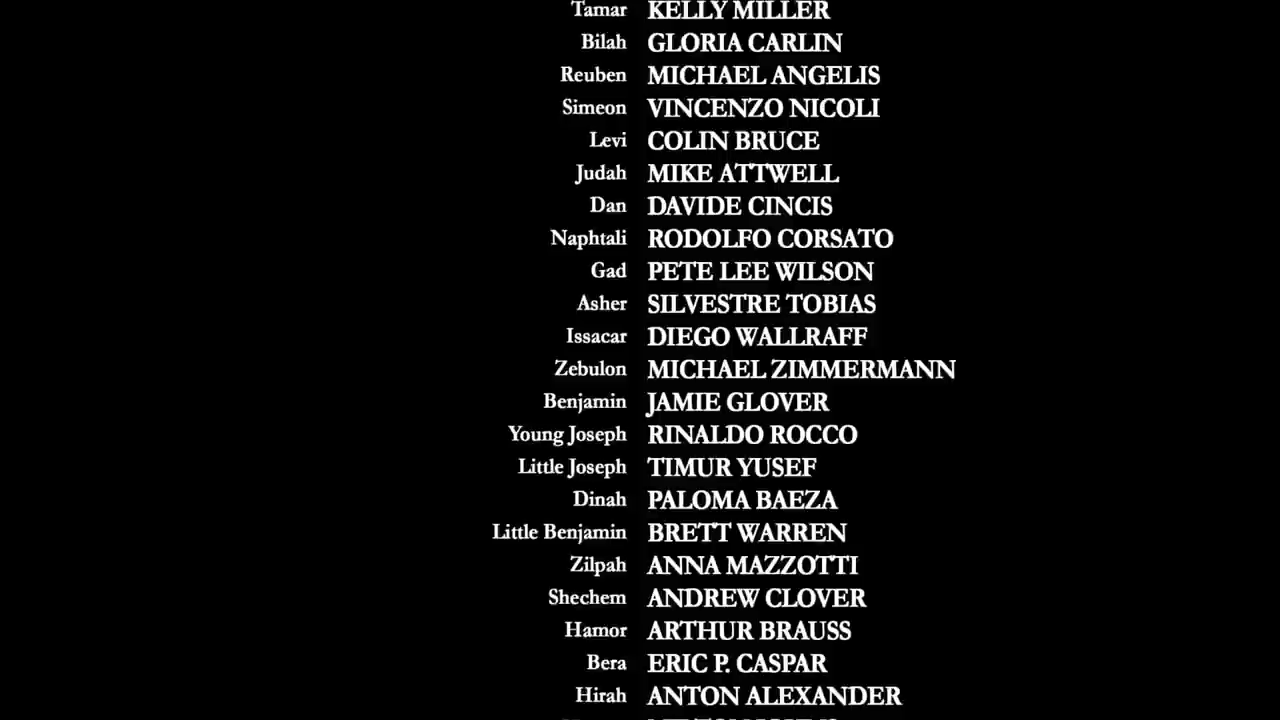 Tamar KELLY MILLER
Bilah GLORIA CARLIN
Reuben MICHAEL ANGELIS
Simeon VINCENZO NICOLI
Levi COLIN BRUCE
Judah MIKE ATTWELL
Dan DAVIDE CINCIS
Naphtali RODOLFO CORSATO
Gad PETE LEE WILSON
Asher SILVESTRE TOBIAS
Issacar DIEGO WALLRAFF
Zebulon MICHAEL ZIMMERMANN
Benjamin JAMIE GLOVER
Young Joseph RINALDO ROCCO
Little Joseph TIMUR YUSEF
Dinah PALOMA BAEZA
Little Benjamin BRETT WARREN
Zilpah ANNA MAZZOTTI
Shechem ANDREW CLOVER
Hamor ARTHUR BRAUSS
Bera ERIC P. CASPAR
Hirah ANTON ALEXANDER